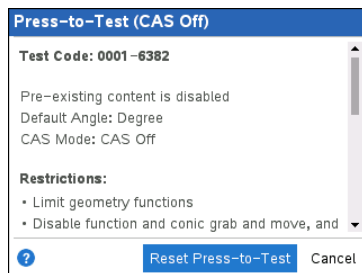 Press-to-Test (CAS Off)
Test Code: 0001-6382
Pre-existing content is disabled
Default Angle: Degree
CAS Mode: CAS Off
Restrictions:
• Limit geometry functions
• Disable function and conic grab and move, and
? Reset Press-to-Test Cancel